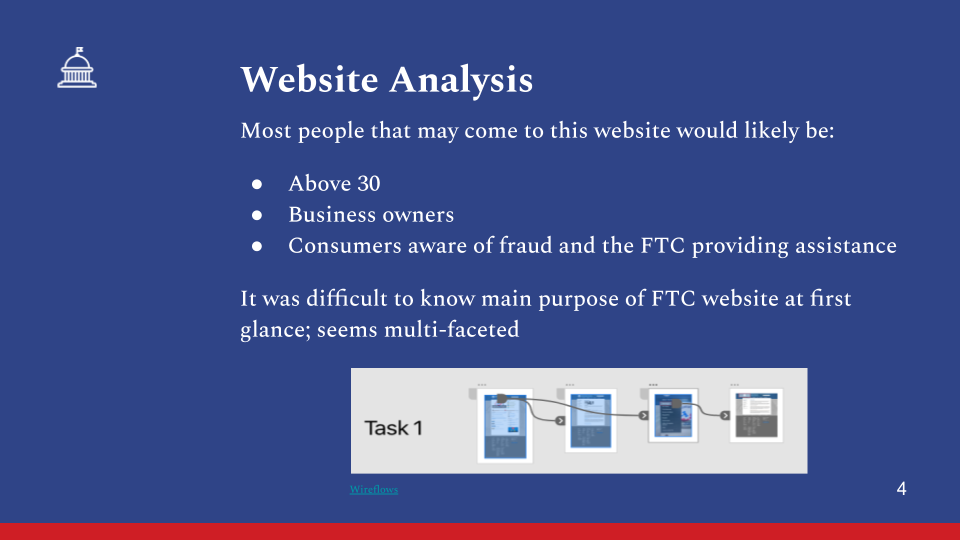 Website Analysis
Most people that may come to this website would likely be:
● Above 30
● Business owners
● Consumers aware of fraud and the FTC providing assistance
It was difficult to know main purpose of FTC website at first
glance; seems multi-faceted
Task 1
Wireflows
4